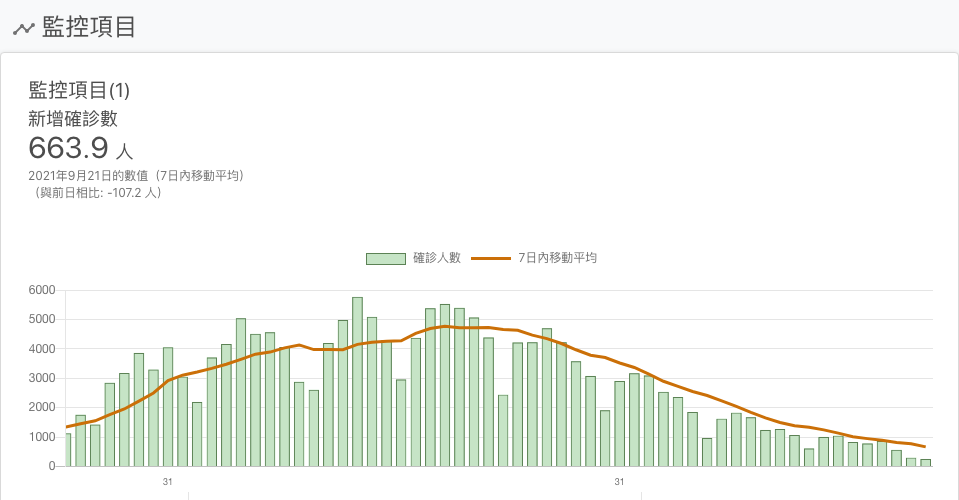 監控項目
監控項目(1)
新增確診數
663.9 人
2021年9月21日的數值（7日內移動平均）
（與前日相比: -107.2 人）
確診人數 7日內移動平均
6000
5000
4000
3000
2000
1000
0
31 31